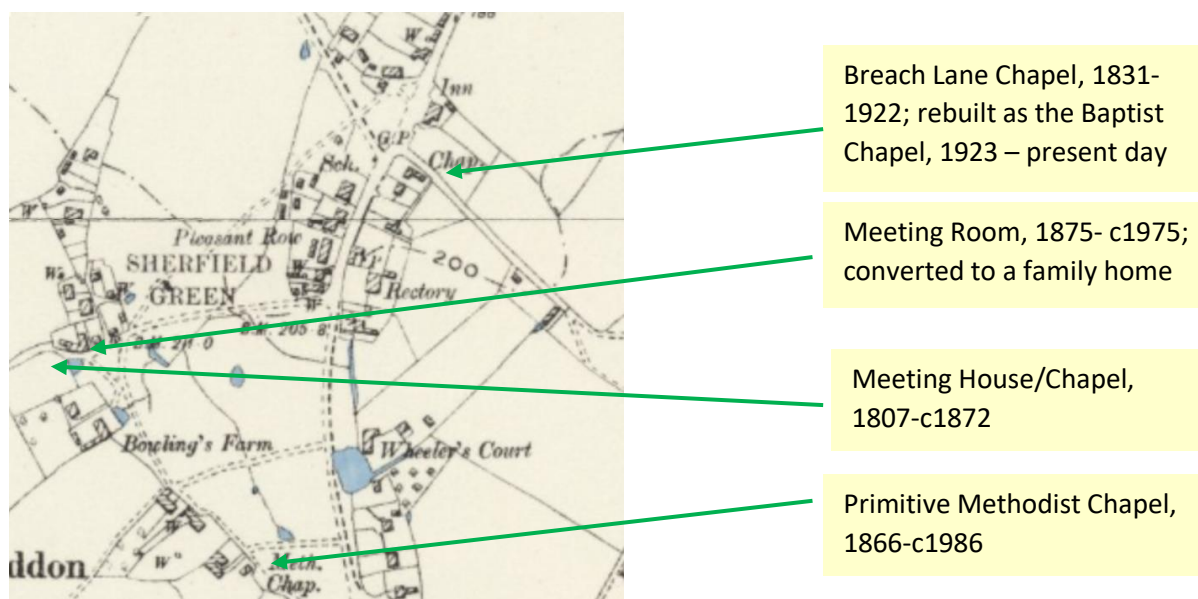 W
Inn
G.P.
Chap.
Sch.
Pleasant Row
SHERFIELD
GREEN
200
Rectory
W
W
B.M. 205·8
Bowling's Farm
Wheeler's Court
W
W
Meth.
Chap.
ddon
Breach Lane Chapel, 1831-
1922; rebuilt as the Baptist
Chapel, 1923 – present day
Meeting Room, 1875- c1975;
converted to a family home
Meeting House/Chapel,
1807-c1872
Primitive Methodist Chapel,
1866-c1986